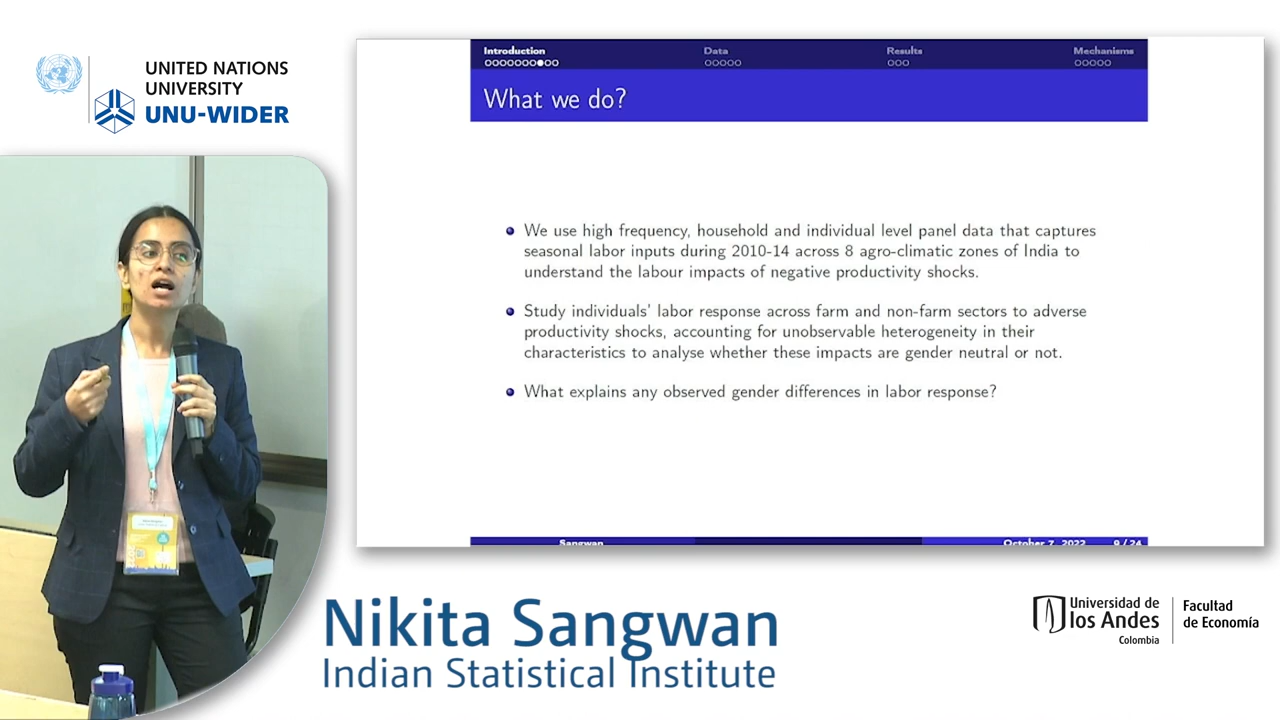 UNITED NATIONS
UNIVERSITY
UNU-WIDER
Introduction
Data
Results
Mechanisms
What we do?
We use high frequency, household and individual level panel data that captures
seasonal labor inputs during 2010-14 across 8 agro-climatic zones of India to
understand the labour impacts of negative productivity shocks.
Study individuals' labor response across farm and non-farm sectors to adverse
productivity shocks, accounting for unobservable heterogeneity in their
characteristics to analyse whether these impacts are gender neutral or not.
What explains any observed gender differences in labor response?
Sangwan
October 7, 2022
9 / 24
Nikita Sangwan
Indian Statistical Institute
Universidad de
los Andes
Colombia
Facultad
de Economía